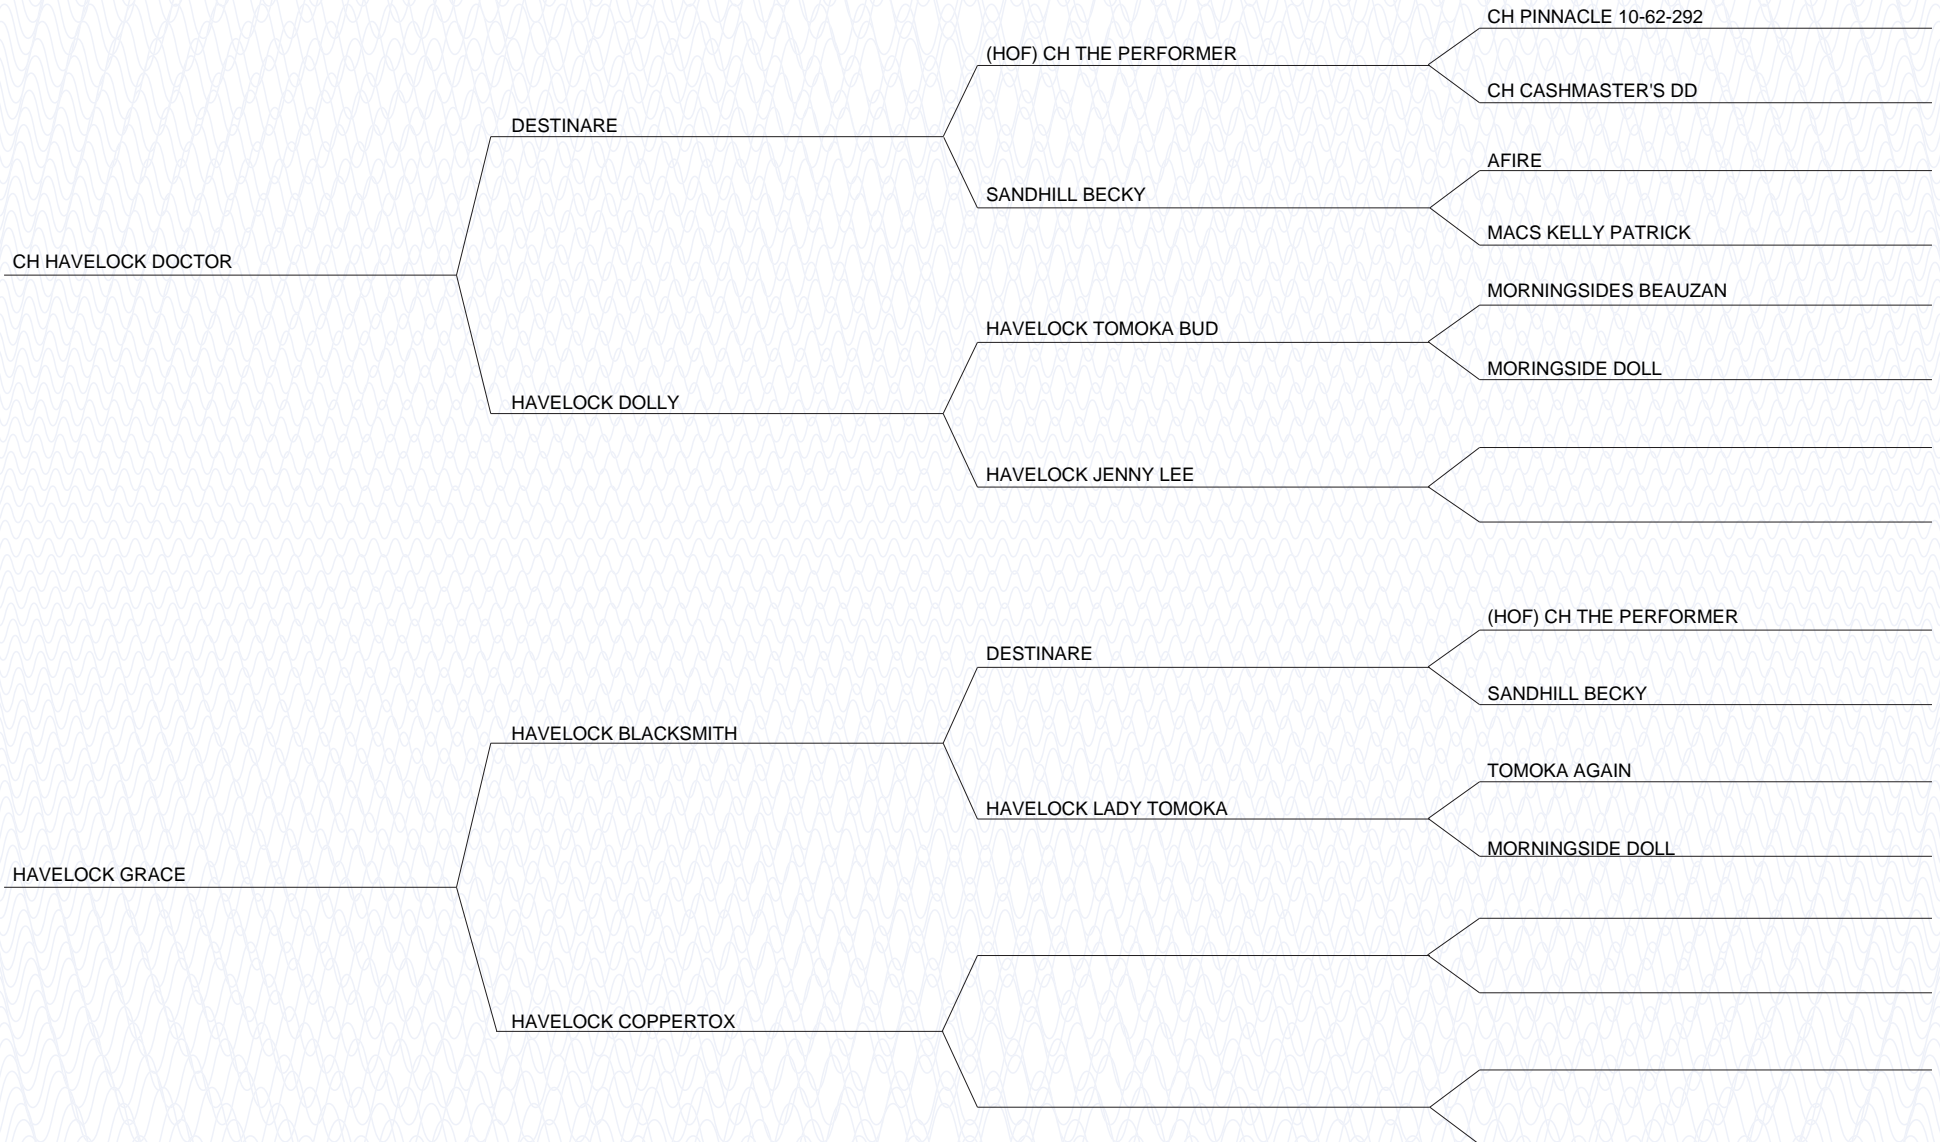 CH PINNACLE 10-62-292
(HOF) CH THE PERFORMER
CH CASHMASTER'S DD
DESTINARE
AFIRE
SANDHILL BECKY
MACS KELLY PATRICK
CH HAVELOCK DOCTOR
MORNINGSIDES BEAUZAN
HAVELOCK TOMOKA BUD
MORINGSIDE DOLL
HAVELOCK DOLLY
HAVELOCK JENNY LEE
(HOF) CH THE PERFORMER
DESTINARE
SANDHILL BECKY
HAVELOCK BLACKSMITH
TOMOKA AGAIN
HAVELOCK LADY TOMOKA
MORNINGSIDE DOLL
HAVELOCK GRACE
HAVELOCK COPPERTOX